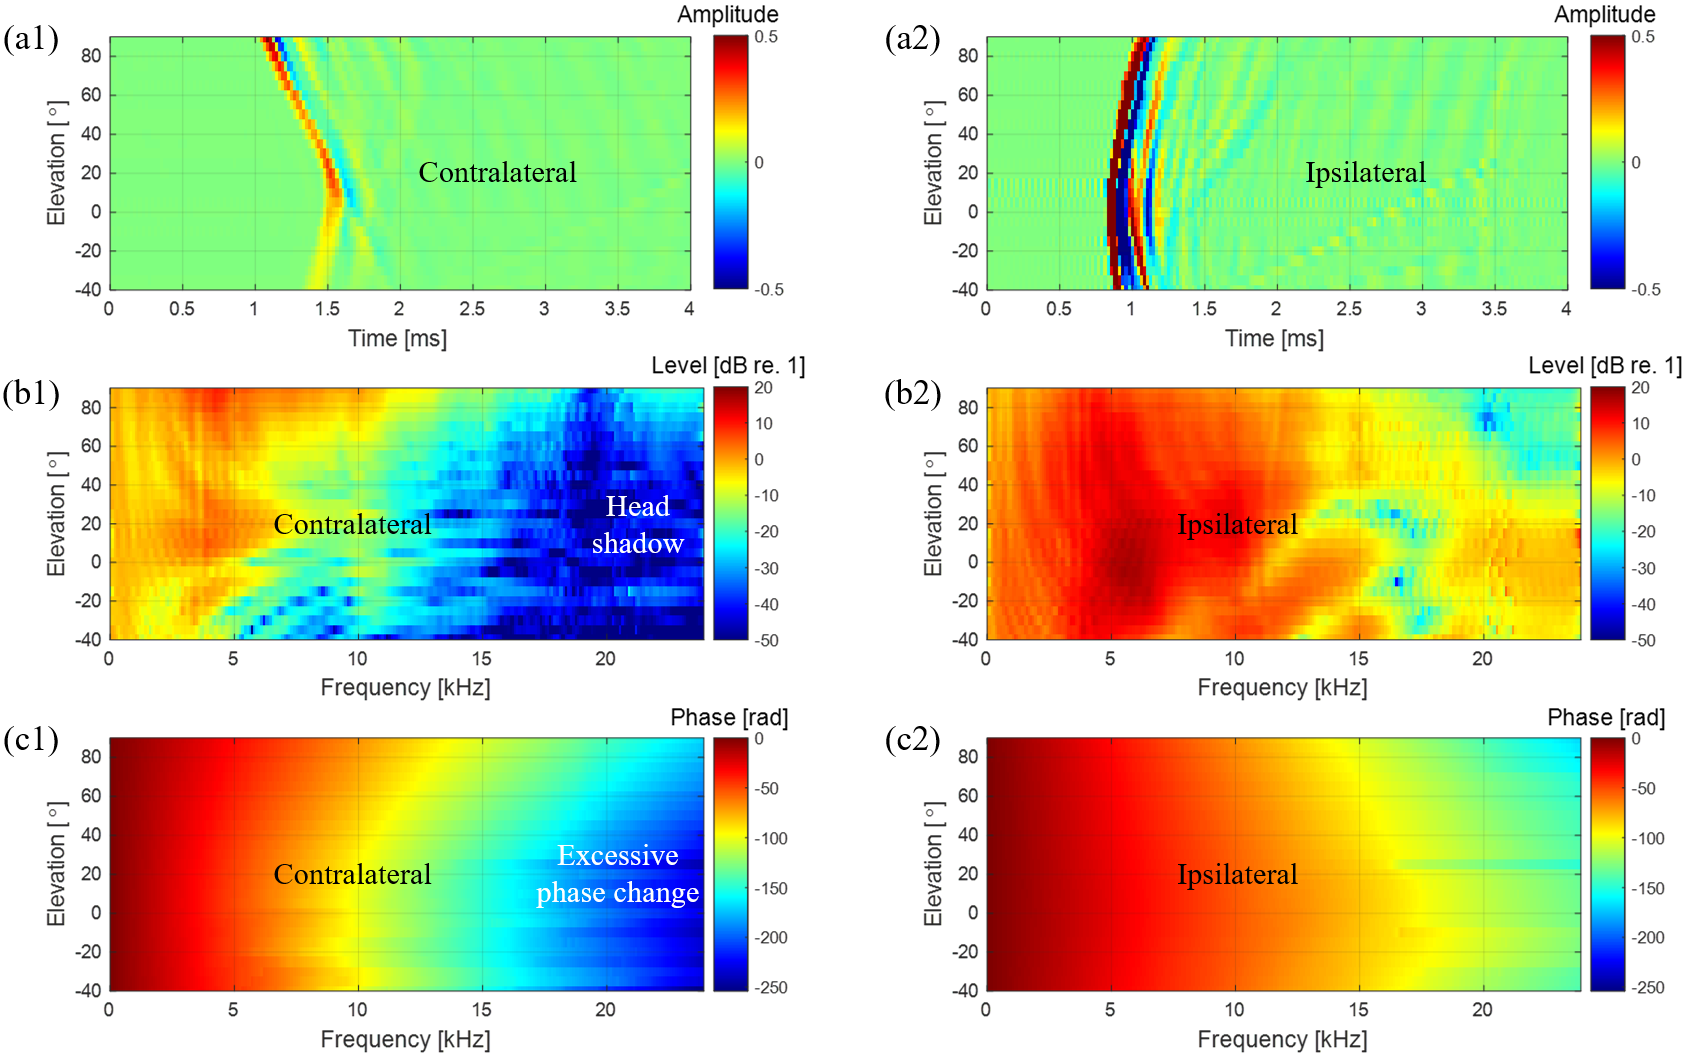 (a1)
Amplitude
Elevation [ °]
80
60
40
20
0
-20
-40
Contralateral
0 0.5 1 1.5 2 2.5 3 3.5 4
Time [ms]
0.5
0
-0.5
(a2)
Amplitude
Elevation [ °]
80
60
40
20
0
-20
-40
Ipsilateral
0 0.5 1 1.5 2 2.5 3 3.5 4
Time [ms]
0.5
0
-0.5
(b1)
Level [dB re. 1]
Elevation [ °]
80
60
40
20
0
-20
-40
Contralateral
Head
shadow
0 5 10 15 20
Frequency [kHz]
20
10
0
-10
-20
-30
-40
-50
(b2)
Level [dB re. 1]
Elevation [ °]
80
60
40
20
0
-20
-40
Ipsilateral
0 5 10 15 20
Frequency [kHz]
20
10
0
-10
-20
-30
-40
-50
(c1)
Phase [rad]
Elevation [ °]
80
60
40
20
0
-20
-40
Contralateral
Excessive
phase change
0 5 10 15 20
Frequency [kHz]
0
-50
-100
-150
-200
-250
(c2)
Phase [rad]
Elevation [ °]
80
60
40
20
0
-20
-40
Ipsilateral
0 5 10 15 20
Frequency [kHz]
0
-50
-100
-150
-200
-250